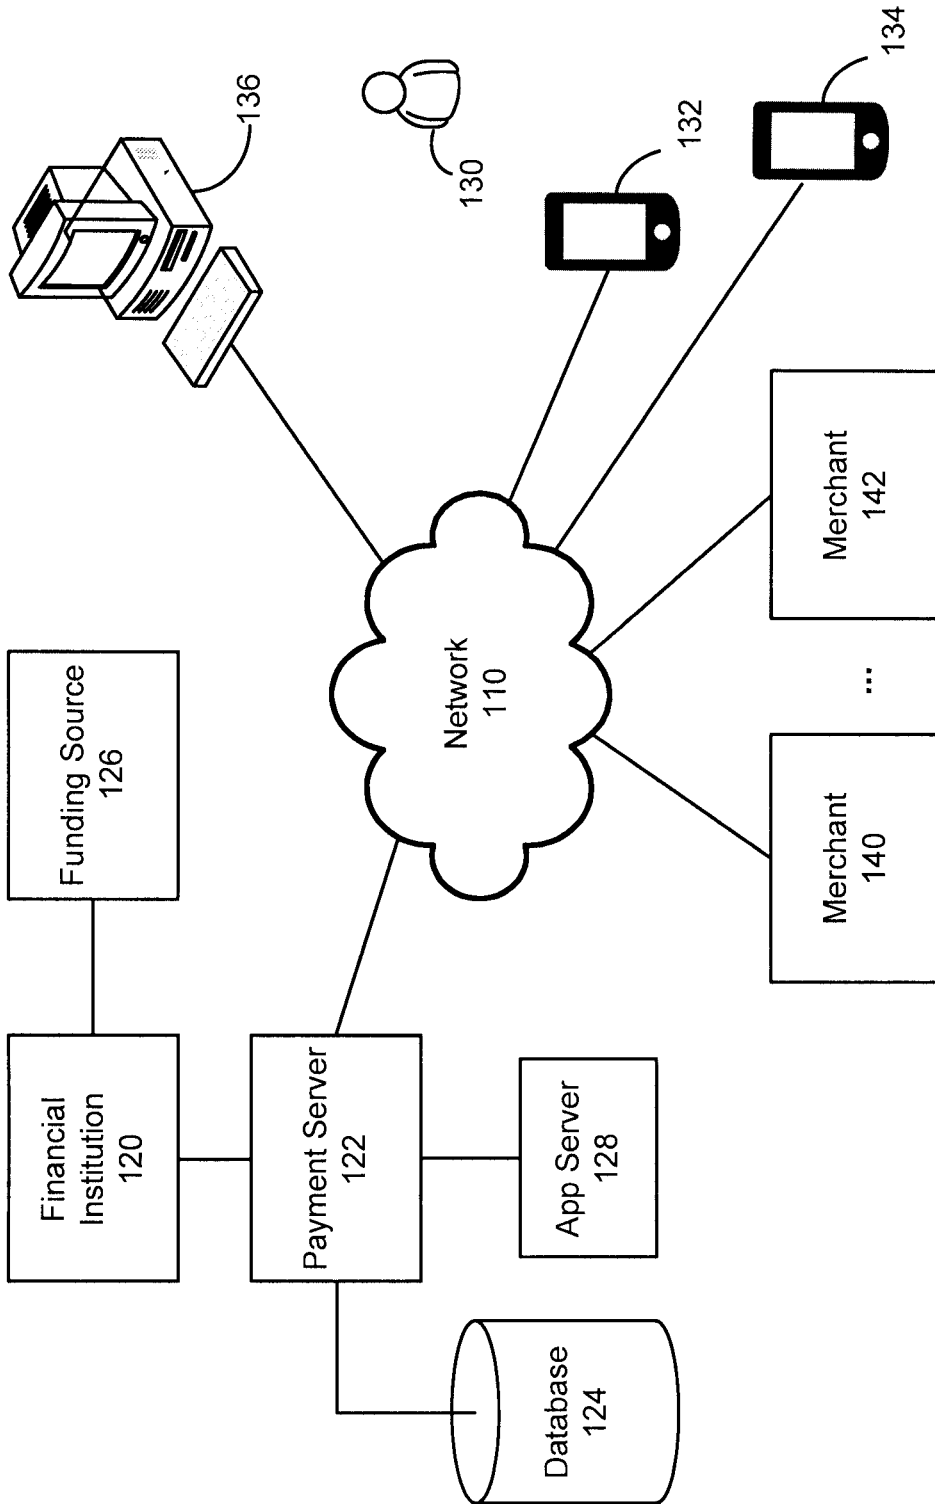 Financial
Institution
120
Funding Source
126
136
Payment Server
122
130
Network
110
App Server
128
Database
124
132
134
Merchant
140
...
Merchant
142